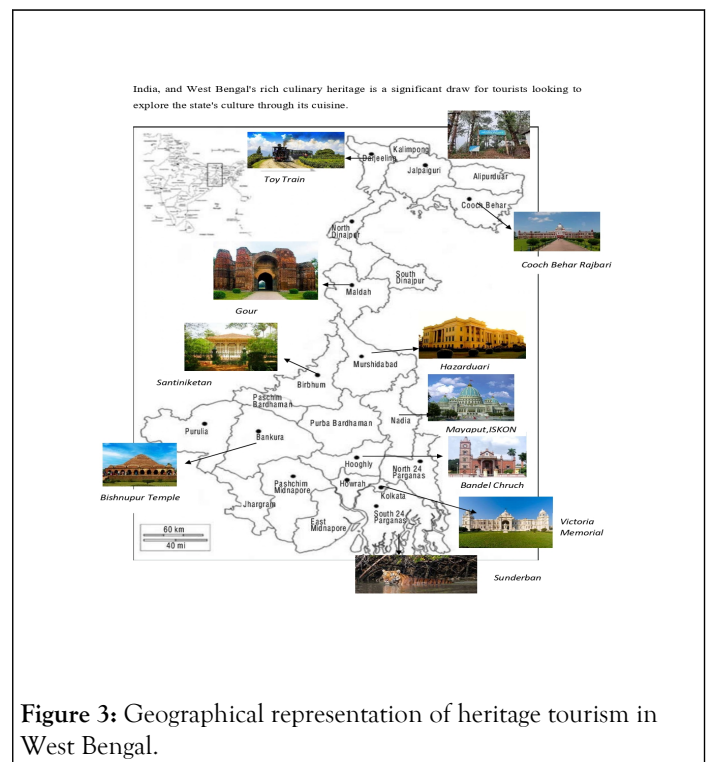 India, and West Bengal's rich culinary heritage is a significant draw for tourists looking to
explore the state's culture through its cuisine.
Kalimpong
Darjeeling
Toy Train
Jalpaiguri
Alipurduar
Cooch Behar
Cooch Behar Rajbari
North
Dinajpur
South
Dinajpur
Maldah
Gour
Murshidabad
Hazarduari
Santiniketan
Birbhum
Paschim
Bardhaman
Purba Bardhaman
Nadia
Mayaput,ISKON
Purulia
Bankura
Bishnupur Temple
Hooghly
North 24
Parganas
Bandel Chruch
Pashchim
Midnapore
Howrah
Kolkata
Jhargram
South 24
Parganas
East
Midnapore
Victoria
Memorial
60 km
40 mi
Sunderban
Figure 3: Geographical representation of heritage tourism in
West Bengal.